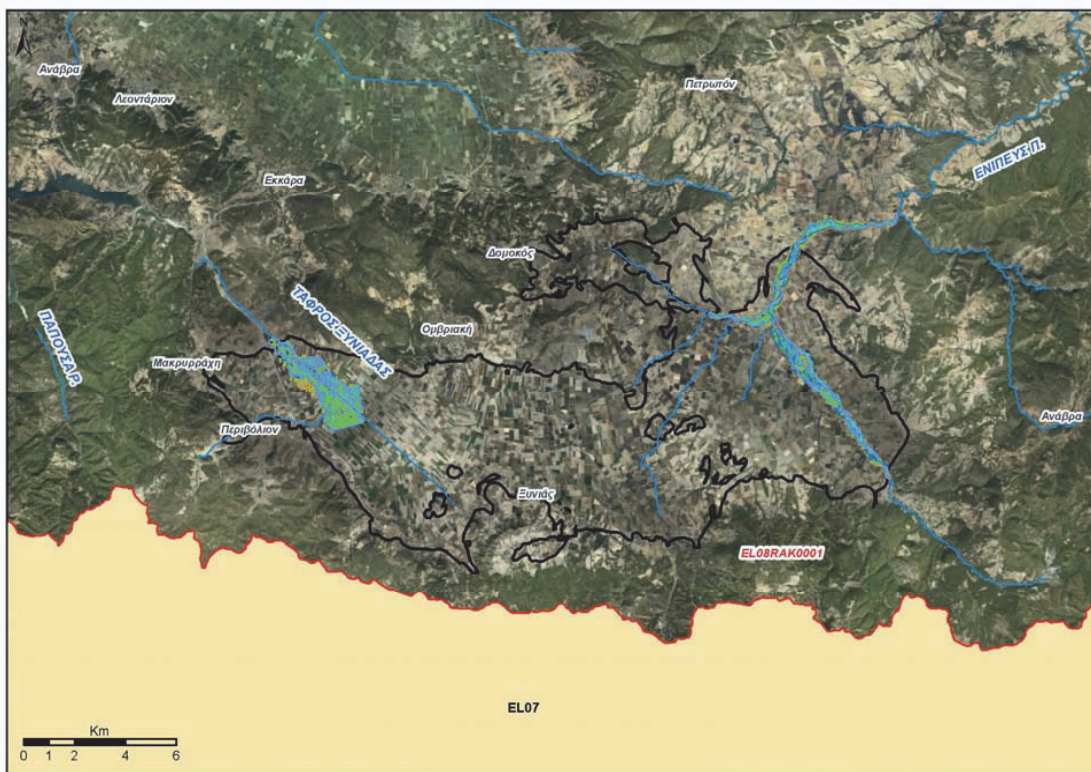 N
Ανάβρα
Λεοντάριον
Πετρωτόν
ΕΝΙΠΕΥΣ Π.
Εκκάρα
Δομοκός
ΤΑΦΡΟΣ ΞΥΝΙΑΔΑΣ
Ομβριακή
ΠΑΠΟΥΣΑ Ρ.
Μακρυρράχη
Περιβόλιον
Ανάβρα
Ξυνιάς
EL08RAK0001
EL07
Km
0 1 2 4 6